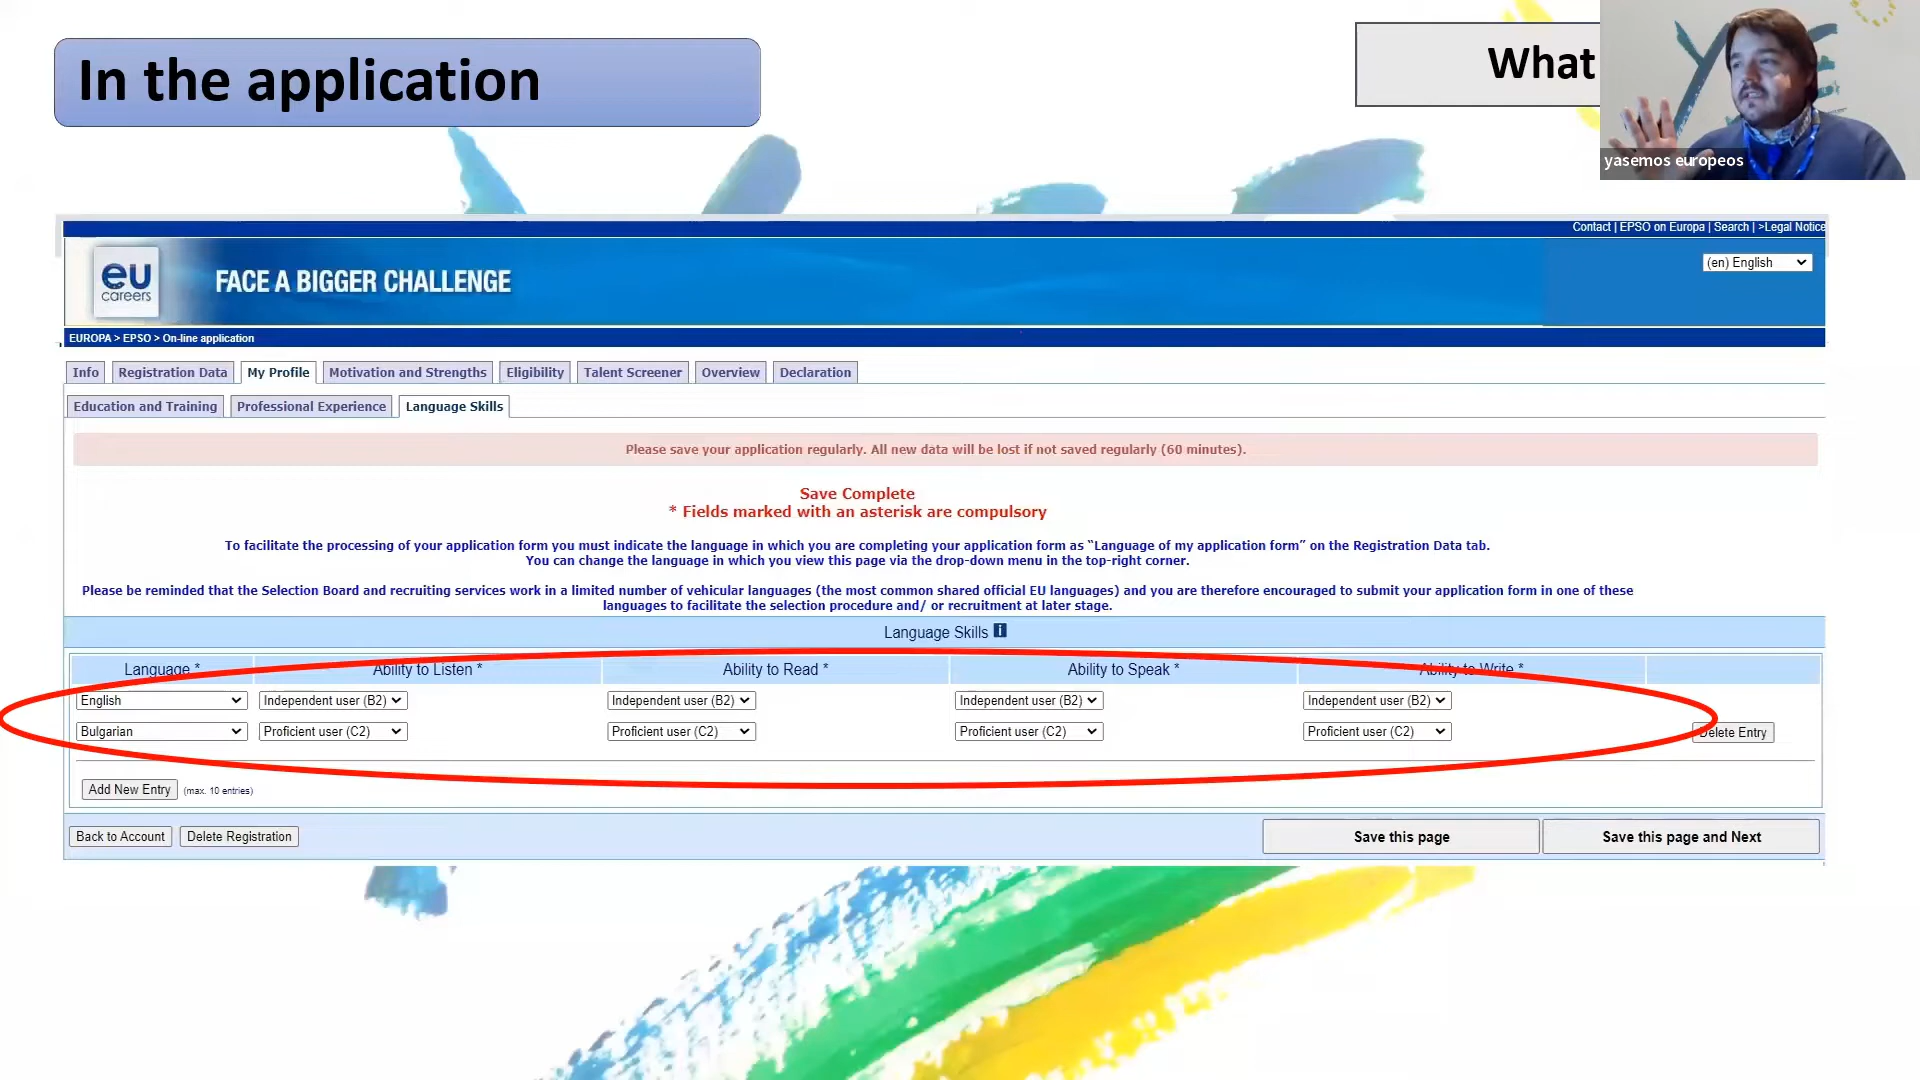 In the application
What
yasemos europeos
Contact | EPSO on Europa | Search | >Legal Notice
eu careers
FACE A BIGGER CHALLENGE
(en) English
EUROPA > EPSO > On-line application
Info Registration Data My Profile Motivation and Strengths Eligibility Talent Screener Overview Declaration
Education and Training Professional Experience Language Skills
Please save your application regularly. All new data will be lost if not saved regularly (60 minutes).
Save Complete
* Fields marked with an asterisk are compulsory
To facilitate the processing of your application form you must indicate the language in which you are completing your application form as “Language of my application form” on the Registration Data tab.
You can change the language in which you view this page via the drop-down menu in the top-right corner.
Please be reminded that the Selection Board and recruiting services work in a limited number of vehicular languages (the most common shared official EU languages) and you are therefore encouraged to submit your application form in one of these
languages to facilitate the selection procedure and/ or recruitment at later stage.
Language Skills i
Language * Ability to Listen * Ability to Read * Ability to Speak * Ability to Write *
English Independent user (B2) Independent user (B2) Independent user (B2) Independent user (B2)
Bulgarian Proficient user (C2) Proficient user (C2) Proficient user (C2) Proficient user (C2) Delete Entry
Add New Entry (max. 10 entries)
Back to Account Delete Registration Save this page Save this page and Next